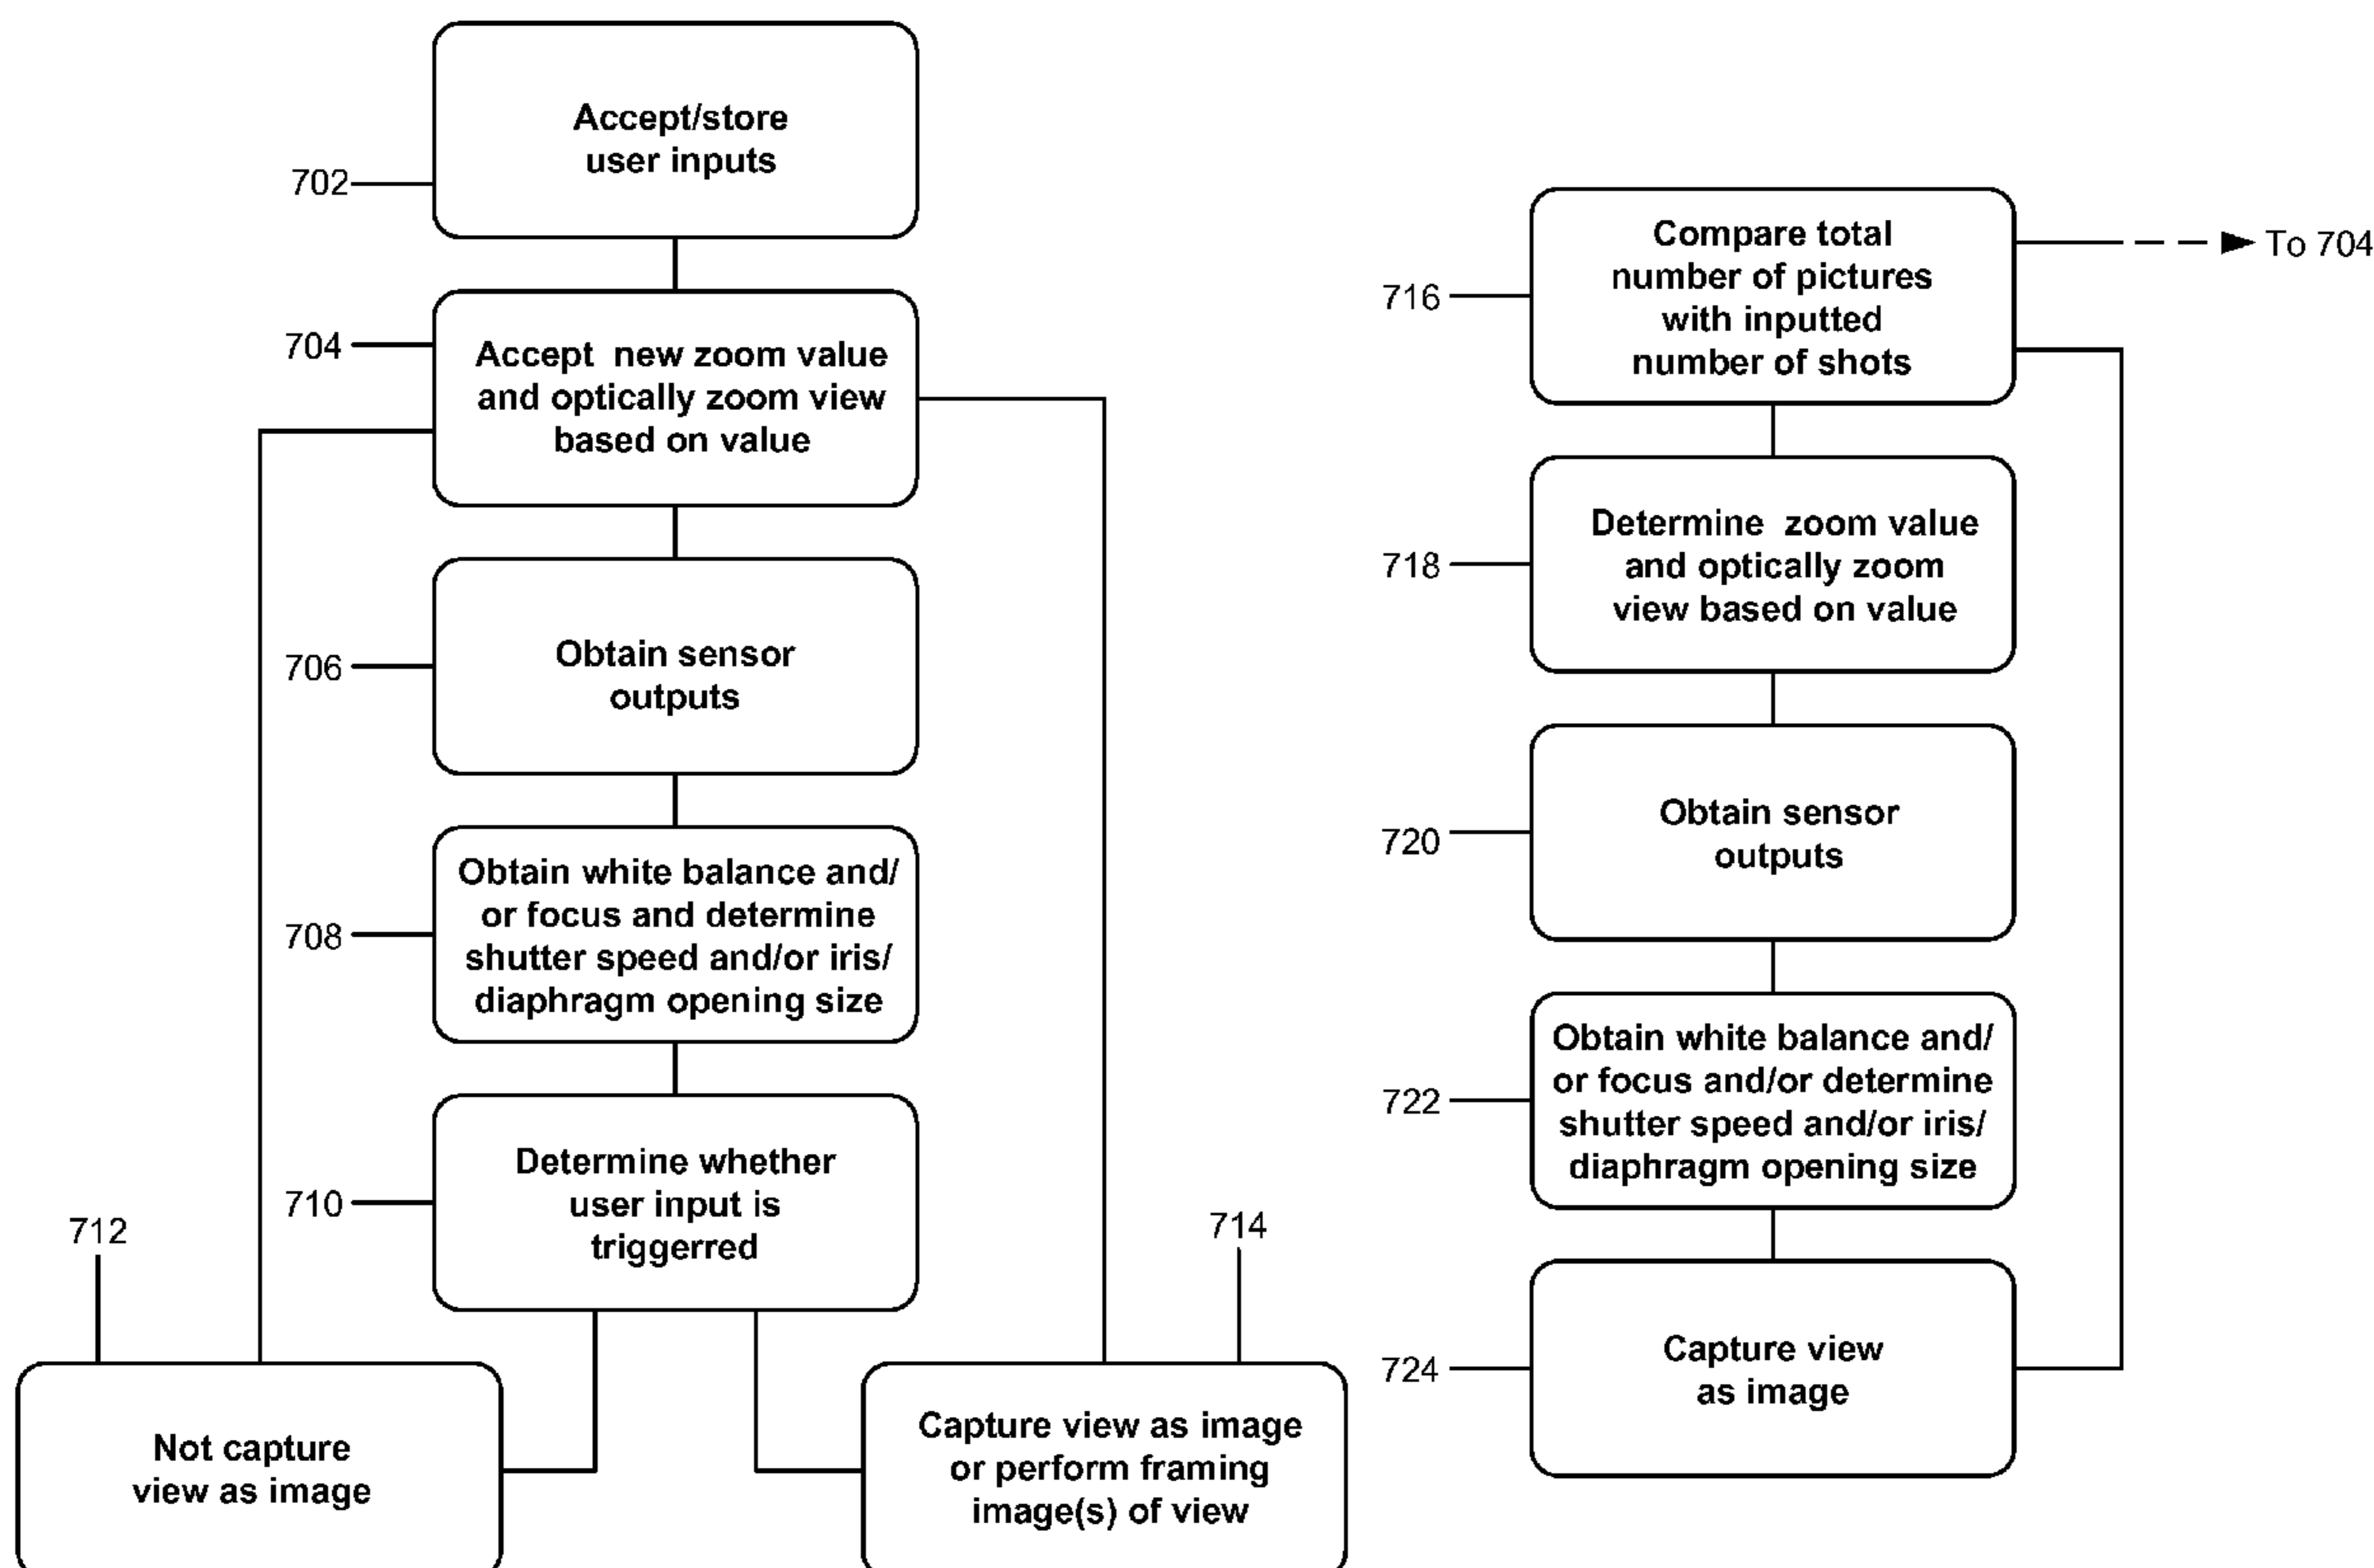 Accept/store
user inputs
702
704
Accept new zoom value
and optically zoom view
based on value
706
Obtain sensor
outputs
708
Obtain white balance and/
or focus and determine
shutter speed and/or iris/
diaphragm opening size
710
Determine whether
user input is
triggerred
712
Not capture
view as image
714
Capture view as image
or perform framing
image(s) of view
716
Compare total
number of pictures
with inputted
number of shots
To 704
718
Determine zoom value
and optically zoom
view based on value
720
Obtain sensor
outputs
722
Obtain white balance and/
or focus and/or determine
shutter speed and/or iris/
diaphragm opening size
724
Capture view
as image